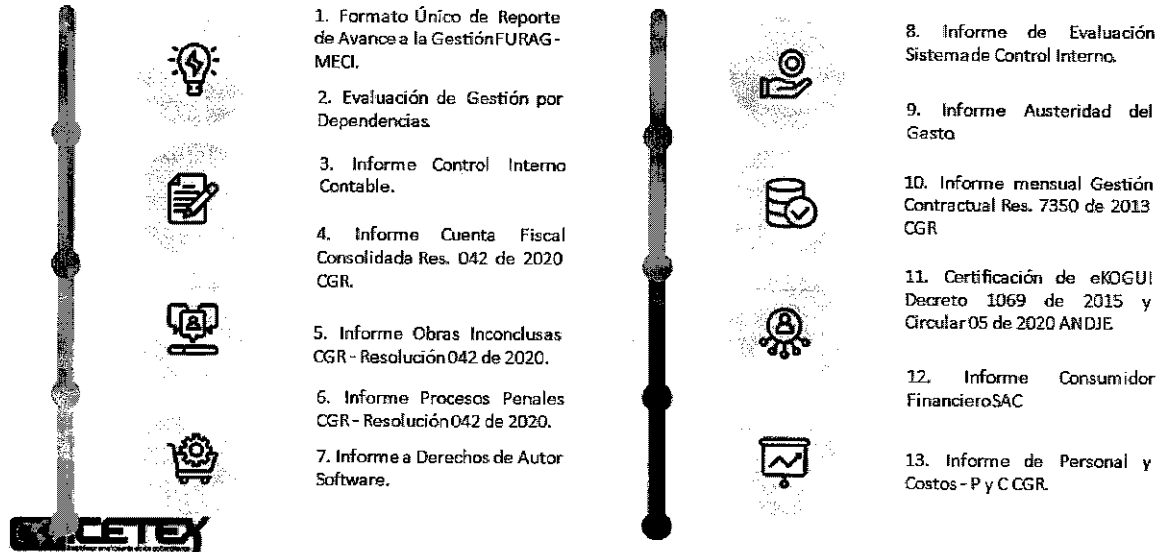 1. Formato Único de Reporte
de Avance a la Gestión FURAG -
MECI.
2. Evaluación de Gestión por
Dependencias.
3. Informe Control Interno
Contable.
4. Informe Cuenta Fiscal
Consolidada Res. 042 de 2020
CGR.
5. Informe Obras Inconclusas
CGR - Resolución 042 de 2020.
6. Informe Procesos Penales
CGR - Resolución 042 de 2020.
7. Informe a Derechos de Autor
Software.
8. Informe de Evaluación
Sistema de Control Interno.
9. Informe Austeridad del
Gasto
10. Informe mensual Gestión
Contractual Res. 7350 de 2013
CGR
11. Certificación de eKOGUI
Decreto 1069 de 2015 y
Circular 05 de 2020 ANDJE
12. Informe Consumidor
Financiero SAC
13. Informe de Personal y
Costos - P y C CGR.
ICETEX